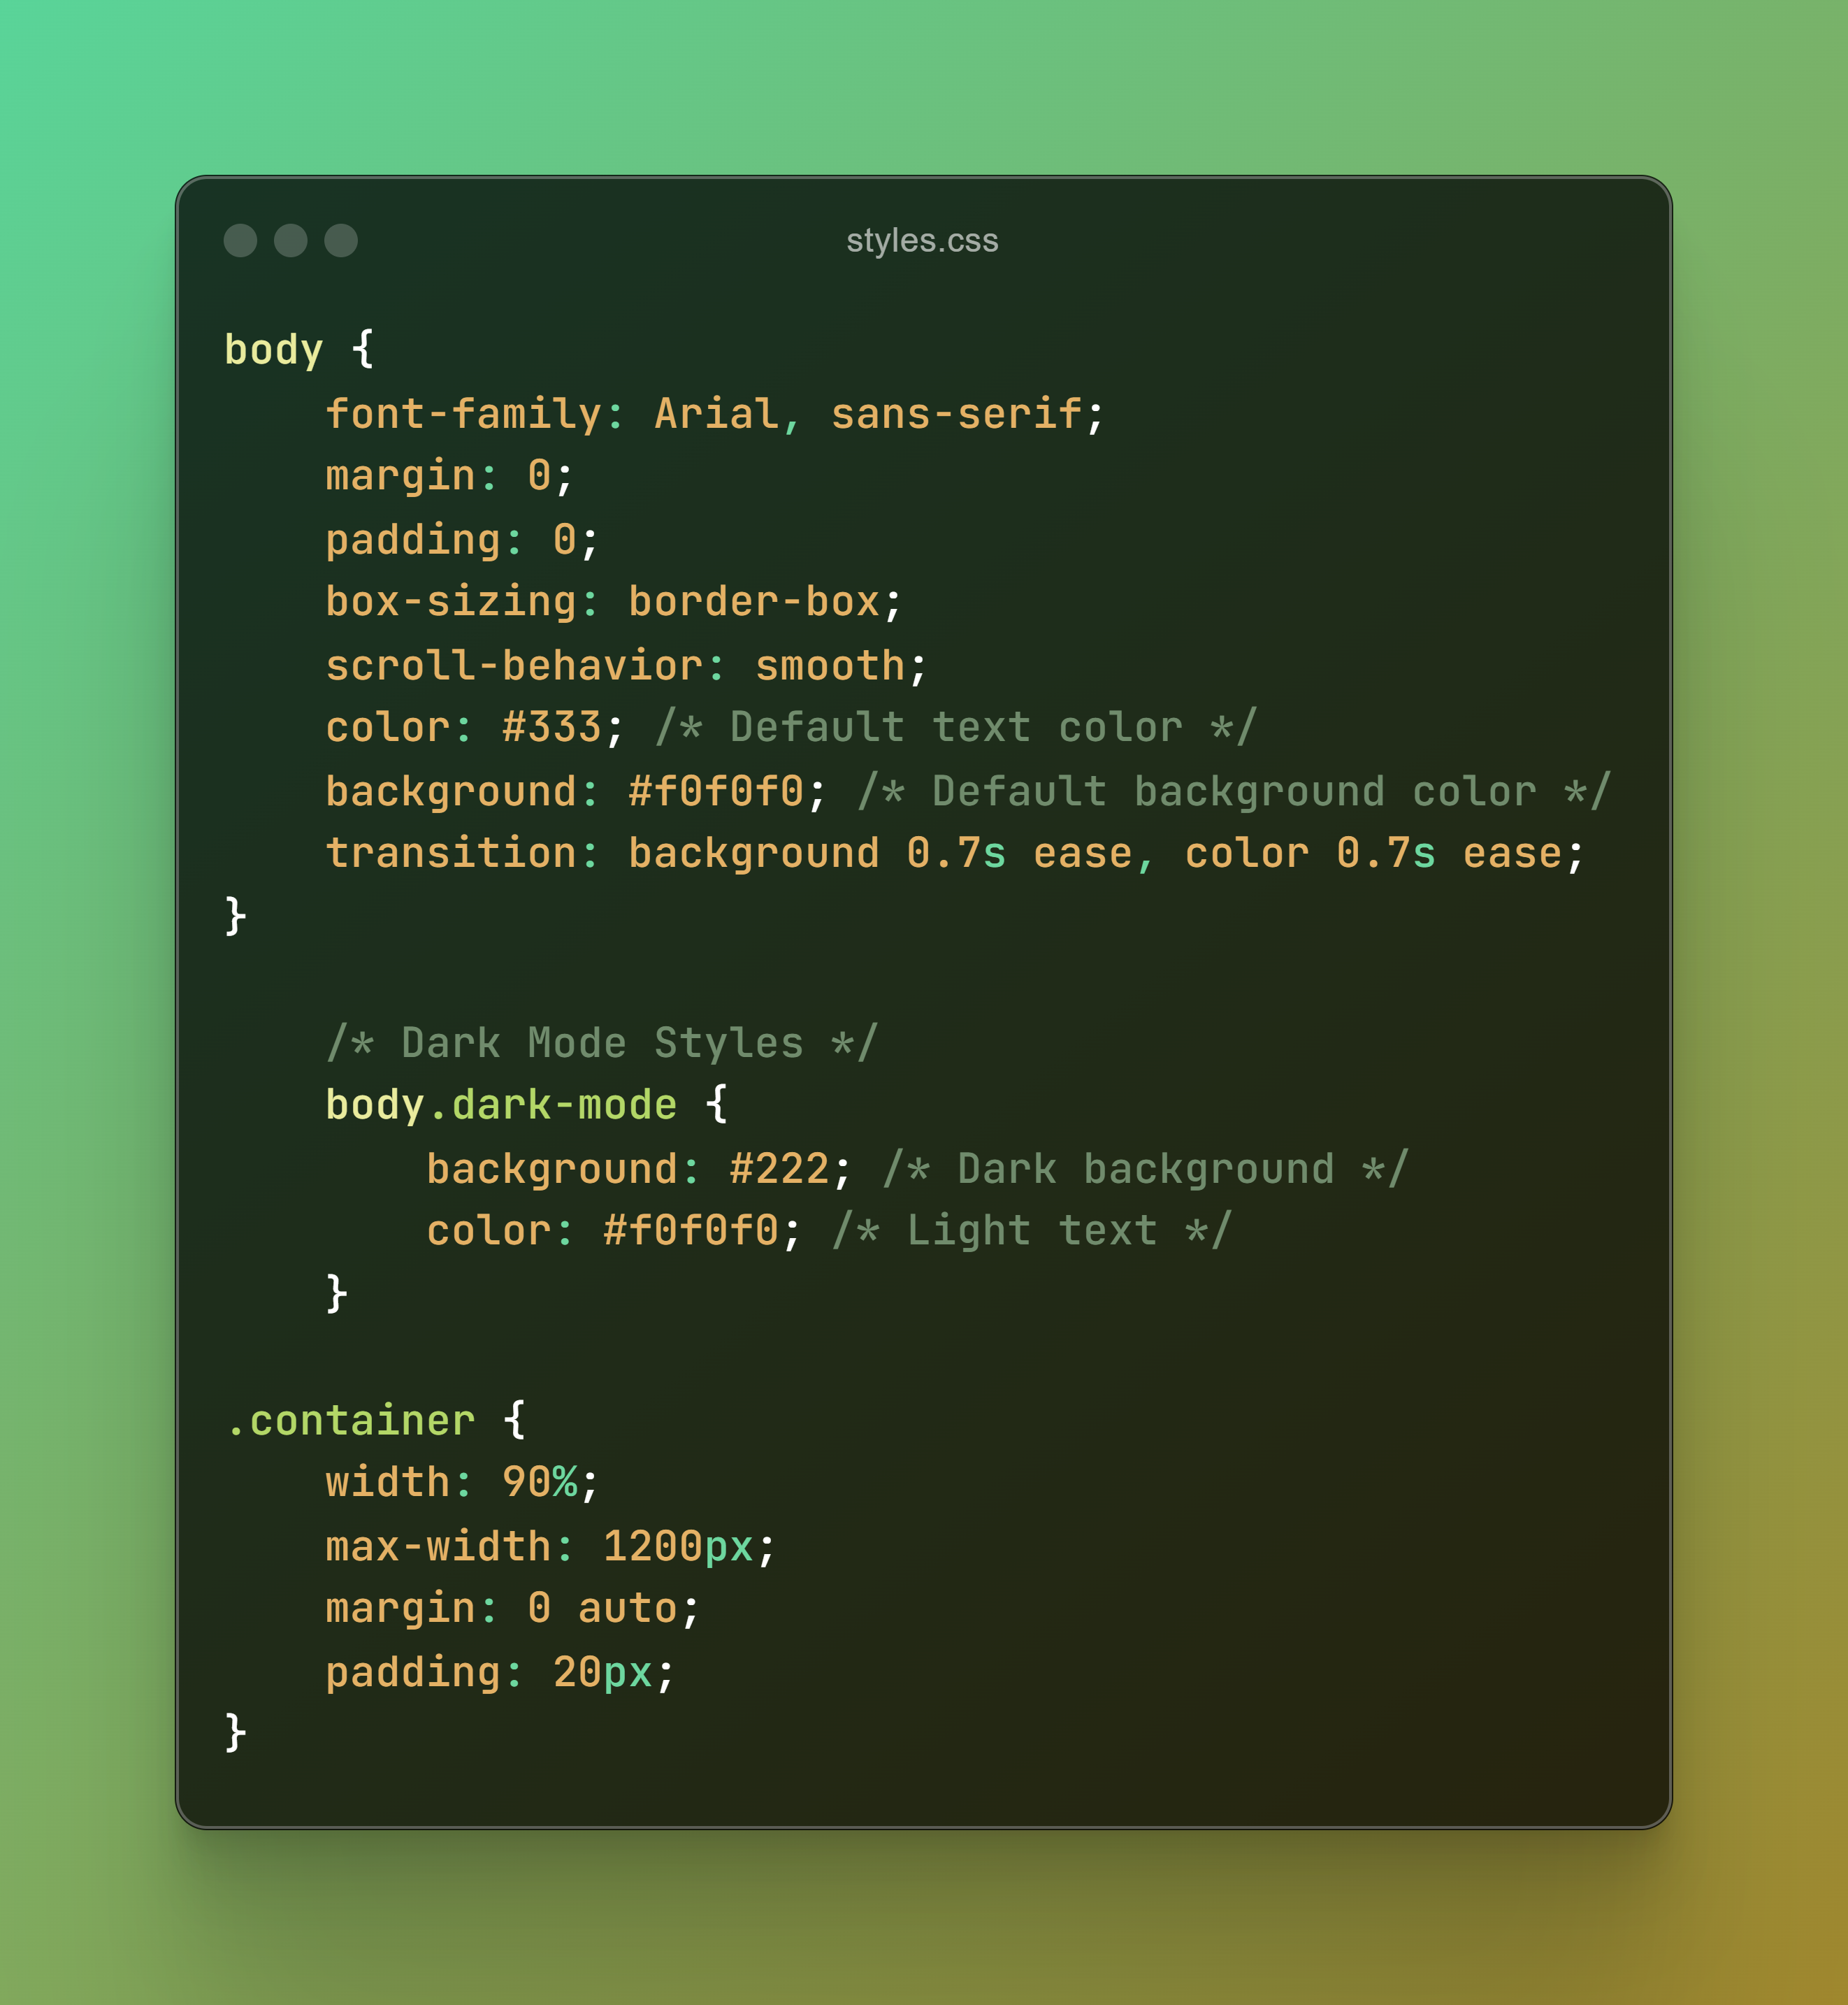 styles.css
body {
    font-family: Arial, sans-serif;
    margin: 0;
    padding: 0;
    box-sizing: border-box;
    scroll-behavior: smooth;
    color: #333; /* Default text color */
    background: #f0f0f0; /* Default background color */
    transition: background 0.7s ease, color 0.7s ease;
}
    /* Dark Mode Styles */
    body.dark-mode {
        background: #222; /* Dark background */
        color: #f0f0f0; /* Light text */
    }
.container {
    width: 90%;
    max-width: 1200px;
    margin: 0 auto;
    padding: 20px;
}